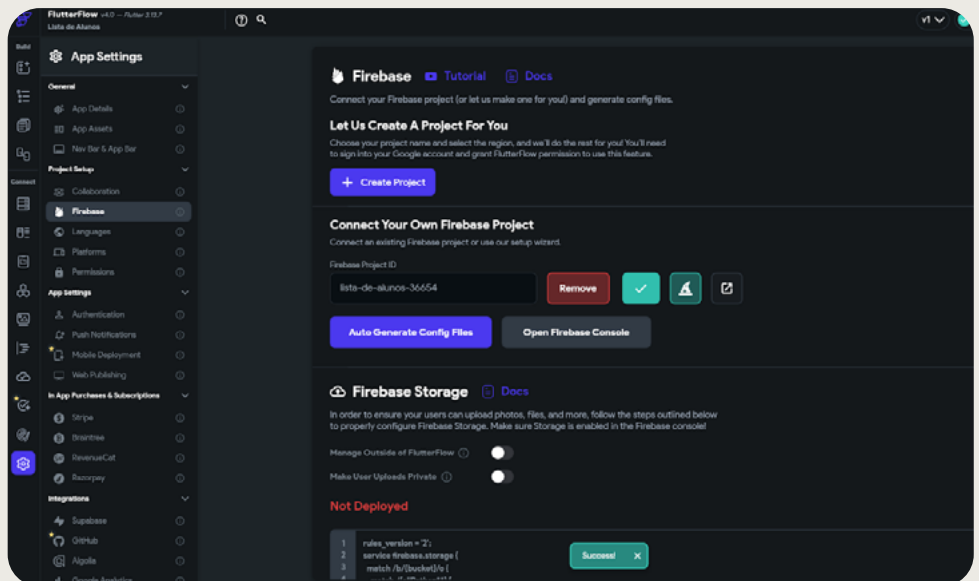 FlutterFlow v4.0 – Flutter 3.13.7
Lista de Alunos
v1
Build
Connect
App Settings
General
App Details
App Assets
Nav Bar & App Bar
Project Setup
Collaboration
Firebase
Languages
Platforms
Permissions
App Settings
Authentication
Push Notifications
Mobile Deployment
Web Publishing
In App Purchases & Subscriptions
Stripe
Braintree
RevenueCat
Razorpay
Integrations
Supabase
GitHub
Algolia
Google Analytics
Firebase Tutorial Docs
Connect your Firebase project (or let us make one for you!) and generate config files.
Let Us Create A Project For You
Choose your project name and select the region, and we'll do the rest for you! You'll need
to sign into your Google account and grant FlutterFlow permission to use this feature.
+ Create Project
Connect Your Own Firebase Project
Connect an existing Firebase project or use our setup wizard.
Firebase Project ID
lista-de-alunos-36654
Remove
Auto Generate Config Files
Open Firebase Console
Firebase Storage Docs
In order to ensure your users can upload photos, files, and more, follow the steps outlined below
to properly configure Firebase Storage. Make sure Storage is enabled in the Firebase console!
Manage Outside of FlutterFlow
Make User Uploads Private
Not Deployed
1 rules_version = '2';
2 service firebase.storage {
3 match /b/{bucket}/o {
4
Success!